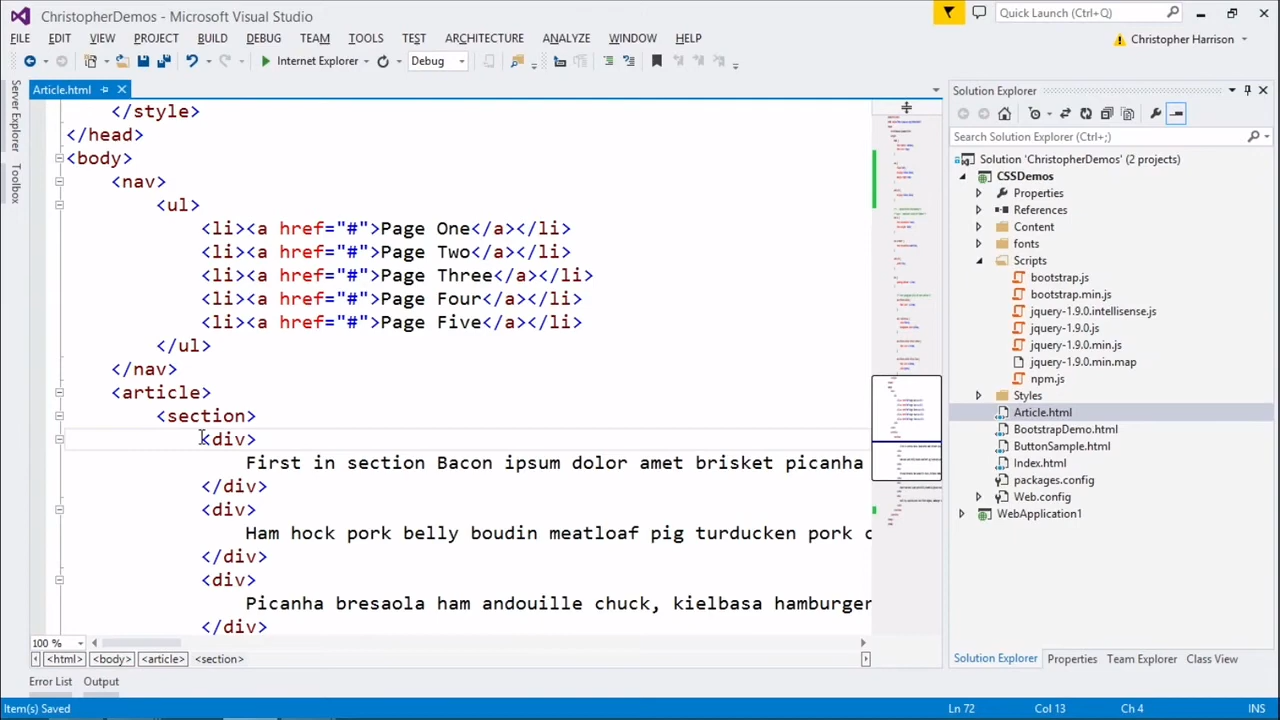 ChristopherDemos - Microsoft Visual Studio
Quick Launch (Ctrl+Q)
FILE EDIT VIEW PROJECT BUILD DEBUG TEAM TOOLS TEST ARCHITECTURE ANALYZE WINDOW HELP
Christopher Harrison
Internet Explorer
Debug
Server Explorer
Toolbox
Article.html
</style>
</head>
<body>
<nav>
<ul>
<li><a href="#">Page One</a></li>
<li><a href="#">Page Two</a></li>
<li><a href="#">Page Three</a></li>
<li><a href="#">Page Four</a></li>
<li><a href="#">Page Five</a></li>
</ul>
</nav>
<article>
<section>
<div>
First in section Bacon ipsum dolor amet brisket picanha
</div>
<div>
Ham hock pork belly boudin meatloaf pig turducken pork
</div>
<div>
Picanha bresaola ham andouille chuck, kielbasa hamburger
</div>
100 %
<html> <body> <article> <section>
Error List Output
Solution Explorer
Search Solution Explorer (Ctrl+;)
Solution 'ChristopherDemos' (2 projects)
CSSDemos
Properties
References
Content
fonts
Scripts
bootstrap.js
bootstrap.min.js
jquery-1.9.0.intellisense.js
jquery-1.9.0.js
jquery-1.9.0.min.js
jquery-1.9.0.min.map
npm.js
Styles
Article.html
BootstrapDemo.html
ButtonSample.html
Index.html
packages.config
Web.config
WebApplication1
Solution Explorer Properties Team Explorer Class View
Item(s) Saved
Ln 72 Col 13 Ch 4 INS